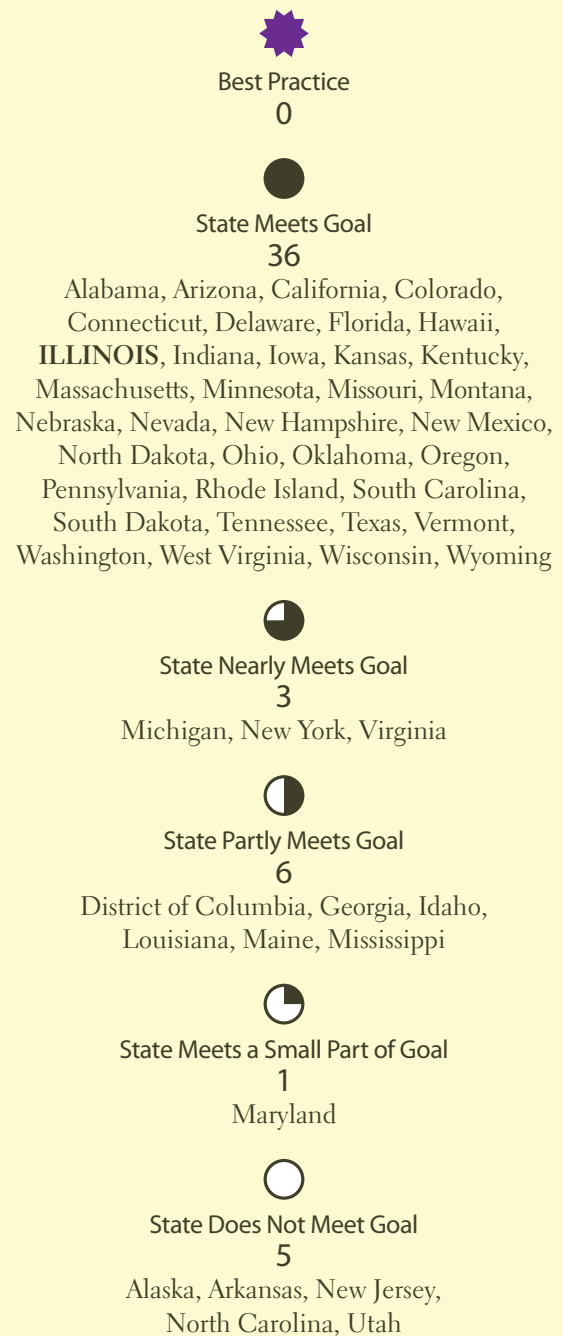 Best Practice
0
State Meets Goal
36
Alabama, Arizona, California, Colorado,
Connecticut, Delaware, Florida, Hawaii,
ILLINOIS, Indiana, Iowa, Kansas, Kentucky,
Massachusetts, Minnesota, Missouri, Montana,
Nebraska, Nevada, New Hampshire, New Mexico,
North Dakota, Ohio, Oklahoma, Oregon,
Pennsylvania, Rhode Island, South Carolina,
South Dakota, Tennessee, Texas, Vermont,
Washington, West Virginia, Wisconsin, Wyoming
State Nearly Meets Goal
3
Michigan, New York, Virginia
State Partly Meets Goal
6
District of Columbia, Georgia, Idaho,
Louisiana, Maine, Mississippi
State Meets a Small Part of Goal
1
Maryland
State Does Not Meet Goal
5
Alaska, Arkansas, New Jersey,
North Carolina, Utah